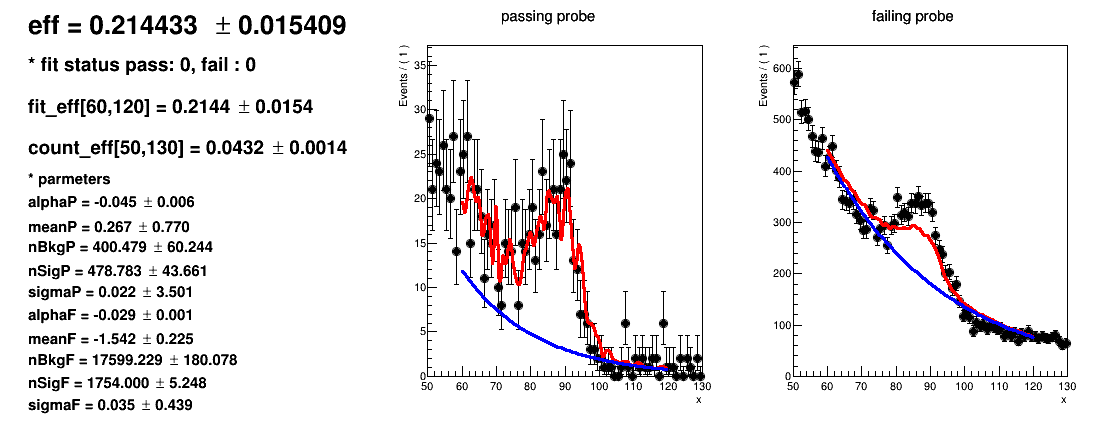 eff = 0.214433 ± 0.015409
* fit status pass: 0, fail : 0
fit_eff[60,120] = 0.2144 ± 0.0154
count_eff[50,130] = 0.0432 ± 0.0014
* parmeters
alphaP = -0.045 ± 0.006
meanP = 0.267 ± 0.770
nBkgP = 400.479 ± 60.244
nSigP = 478.783 ± 43.661
sigmaP = 0.022 ± 3.501
alphaF = -0.029 ± 0.001
meanF = -1.542 ± 0.225
nBkgF = 17599.229 ± 180.078
nSigF = 1754.000 ± 5.248
sigmaF = 0.035 ± 0.439
passing probe
Events / ( 1 )
35
30
25
20
15
10
5
0
50 60 70 80 90 100 110 120 130
x
failing probe
Events / ( 1 )
600
500
400
300
200
100
0
50 60 70 80 90 100 110 120 130
x